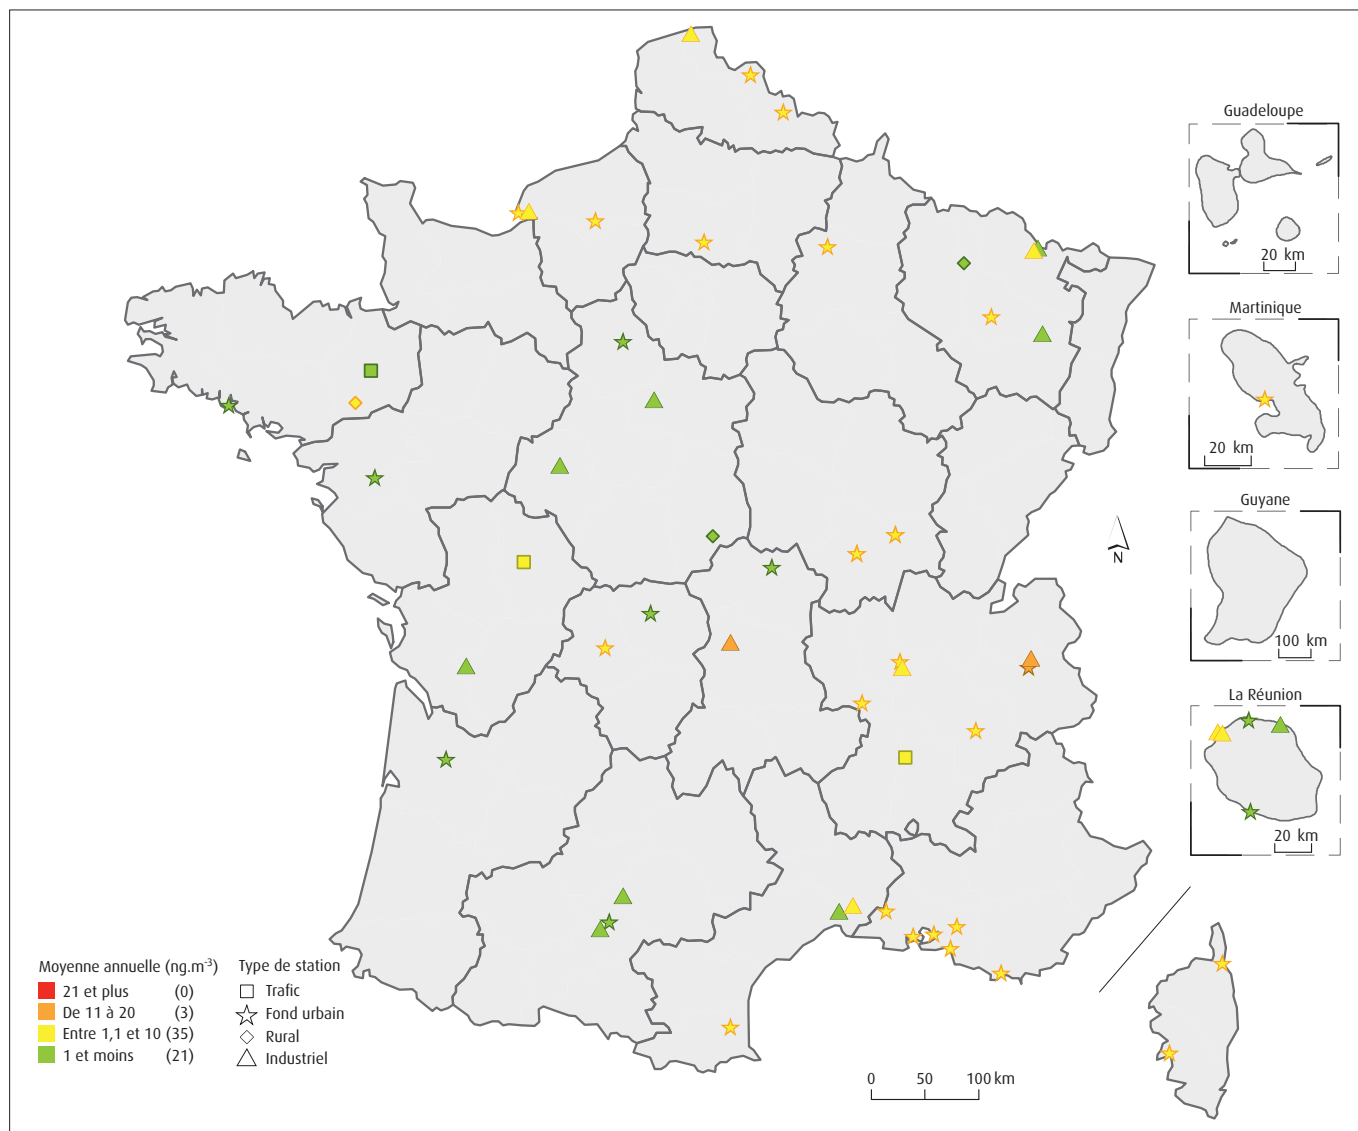 Guadeloupe
20 km
Martinique
20 km
Guyane
100 km
La Réunion
20 km
N
Moyenne annuelle (ng.m⁻³)
21 et plus (0)
De 11 à 20 (3)
Entre 1,1 et 10 (35)
1 et moins (21)
Type de station
Trafic
Fond urbain
Rural
Industriel
0 50 100 km